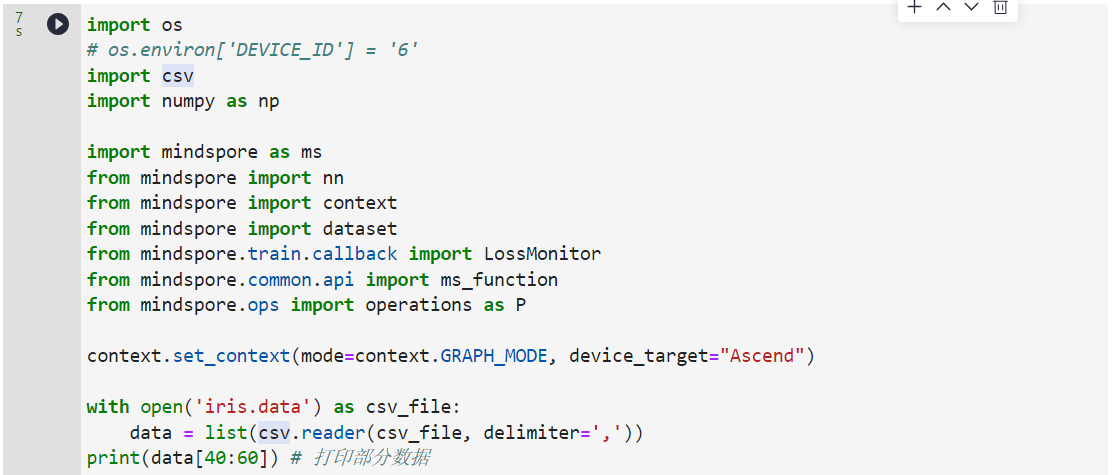 7
s
import os
# os.environ['DEVICE_ID'] = '6'
import csv
import numpy as np
import mindspore as ms
from mindspore import nn
from mindspore import context
from mindspore import dataset
from mindspore.train.callback import LossMonitor
from mindspore.common.api import ms_function
from mindspore.ops import operations as P
context.set_context(mode=context.GRAPH_MODE, device_target="Ascend")
with open('iris.data') as csv_file:
    data = list(csv.reader(csv_file, delimiter=','))
print(data[40:60]) # 打印部分数据